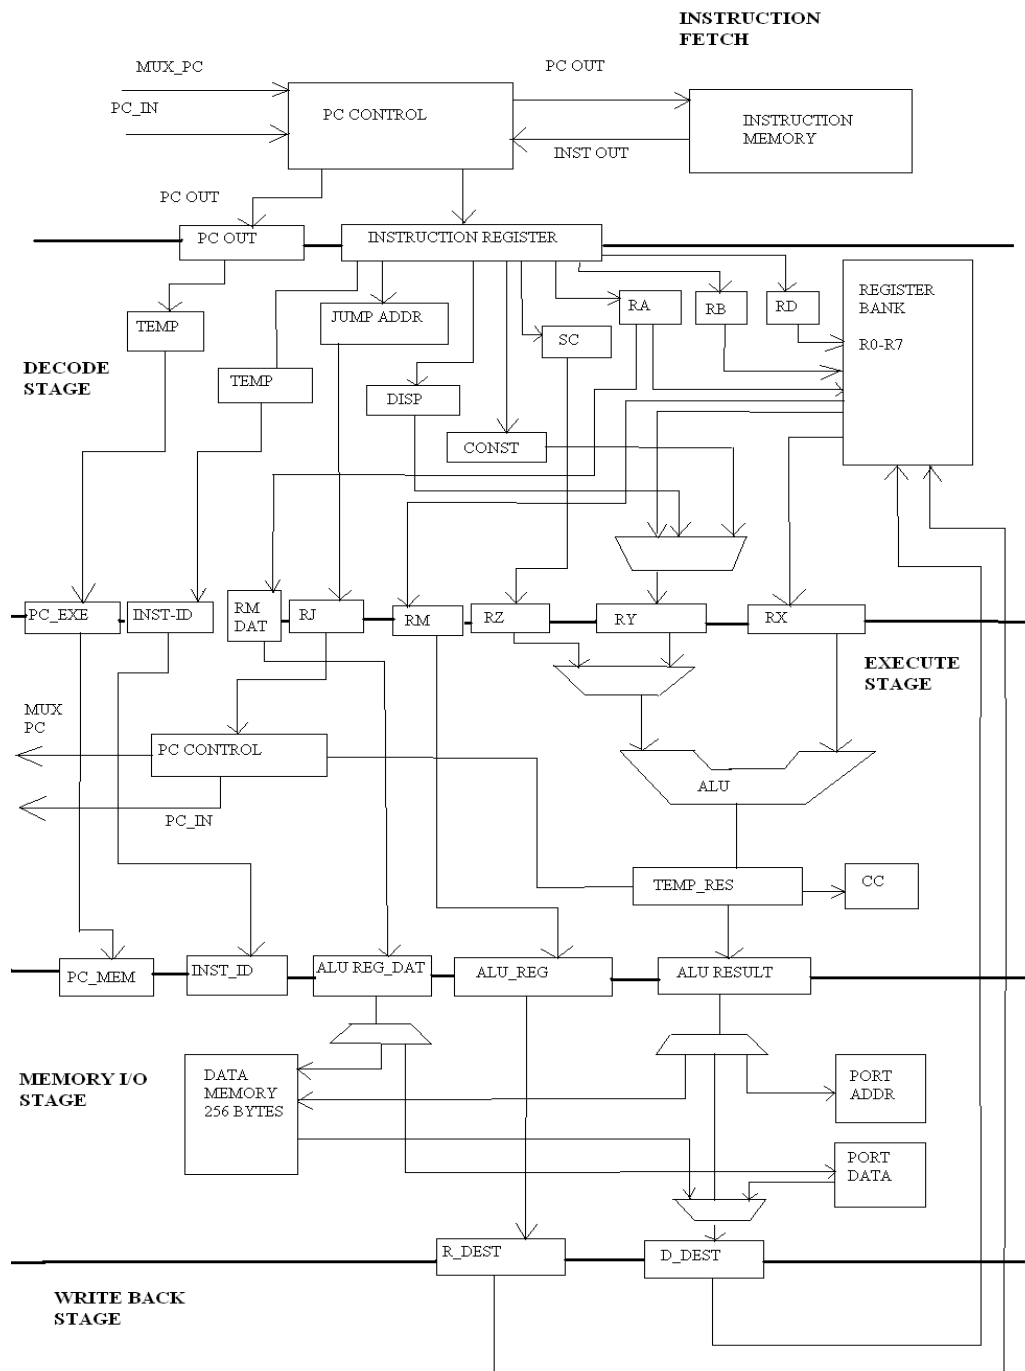 INSTRUCTION
FETCH
MUX_PC
PC OUT
PC_IN
PC CONTROL
INSTRUCTION
MEMORY
INST OUT
PC OUT
PC OUT
INSTRUCTION REGISTER
REGISTER
BANK
R0-R7
RA
RB
RD
TEMP
JUMP ADDR
SC
DECODE
STAGE
TEMP
DISP
CONST
PC_EXE
INST-ID
RM
DAT
RJ
RM
RZ
RY
RX
EXECUTE
STAGE
MUX
PC
PC CONTROL
ALU
PC_IN
TEMP_RES
CC
PC_MEM
INST_ID
ALU REG_DAT
ALU_REG
ALU RESULT
MEMORY I/O
STAGE
DATA
MEMORY
256 BYTES
PORT
ADDR
PORT
DATA
R_DEST
D_DEST
WRITE BACK
STAGE